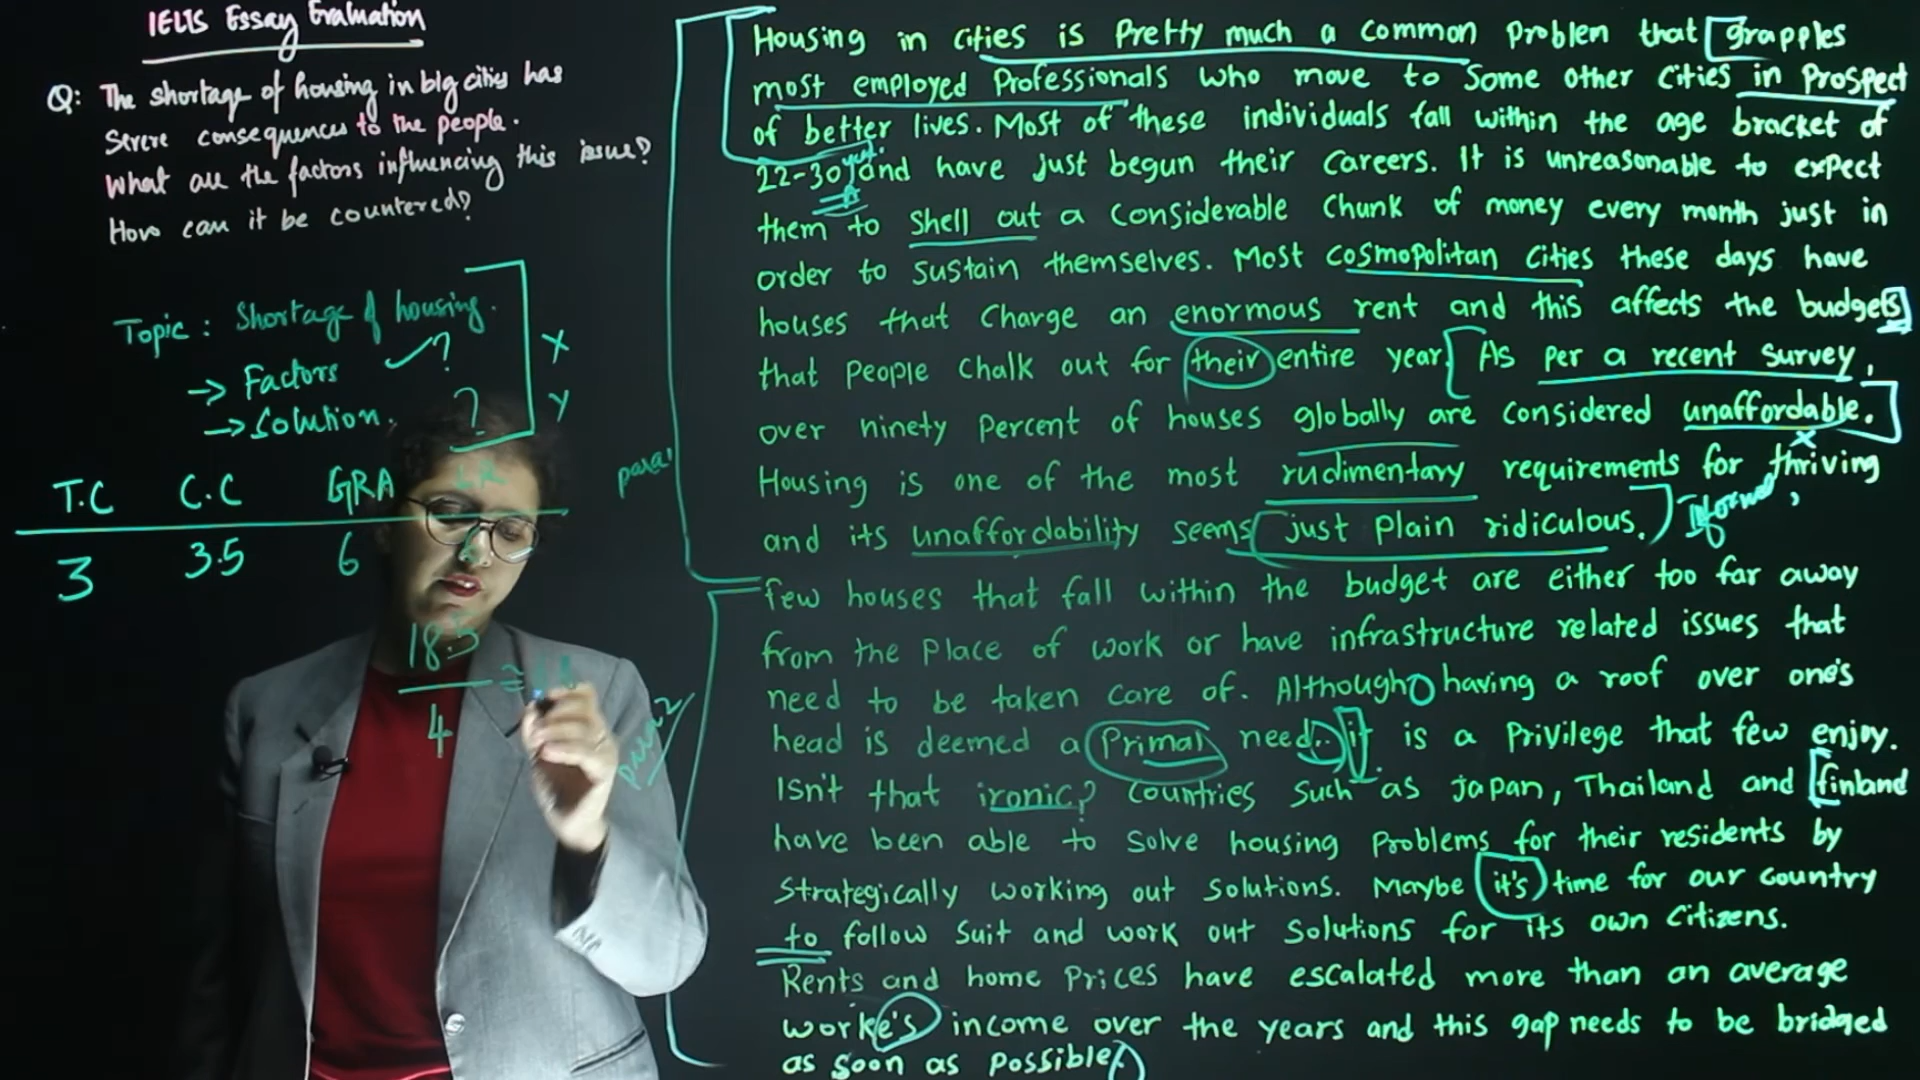 IELTS Essay Evaluation
Q: The shortage of housing in big cities has
Severe consequences to the people.
What are the factors influencing this issue?
How can it be countered?
Topic : Shortage of housing.
→ Factors ✓ ?
→ Solution. ?
X
Y
T.C C.C GRA LR
3 3.5 6 6
18.5
4
para1
para2
Housing in cities is Pretty much a common Problem that grapples
most employed Professionals who move to Some other Cities in Prospect
of better lives. Most of these individuals fall within the age bracket of
22-30 and have just begun their Careers. It is unreasonable to expect
them to Shell out a Considerable Chunk of money every month just in
order to Sustain themselves. Most Cosmopolitan Cities these days have
houses that Charge an enormous rent and this affects the budgets
that People Chalk out for their entire year. As Per a recent Survey,
over ninety Percent of houses globally are Considered unaffordable.
Housing is one of the most rudimentary requirements for thriving
and its unaffordability Seems just Plain ridiculous. Informal
few houses that fall within the budget are either too far away
from the Place of work or have infrastructure related issues that
need to be taken care of. Although having a roof over one's
head is deemed a Primal need. it is a Privilege that few enjoy.
Isn't that ironic? Countries Such as Japan, Thailand and finland
have been able to Solve housing Problems for their residents by
Strategically working out Solutions. Maybe it's time for our country
to follow Suit and work out Solutions for its own Citizens.
Rents and home Prices have escalated more than an average
worke's income over the years and this gap needs to be bridged
as soon as Possible.